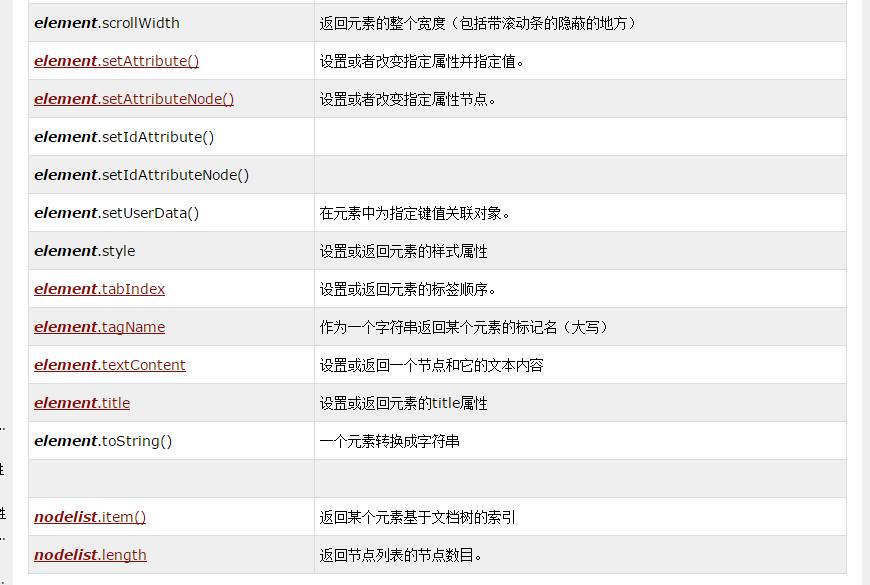 element.scrollWidth 返回元素的整个宽度（包括带滚动条的隐蔽的地方）
element.setAttribute() 设置或者改变指定属性并指定值。
element.setAttributeNode() 设置或者改变指定属性节点。
element.setIdAttribute()
element.setIdAttributeNode()
element.setUserData() 在元素中为指定键值关联对象。
element.style 设置或返回元素的样式属性
element.tabIndex 设置或返回元素的标签顺序。
element.tagName 作为一个字符串返回某个元素的标记名（大写）
element.textContent 设置或返回一个节点和它的文本内容
element.title 设置或返回元素的title属性
element.toString() 一个元素转换成字符串
nodelist.item() 返回某个元素基于文档树的索引
nodelist.length 返回节点列表的节点数目。